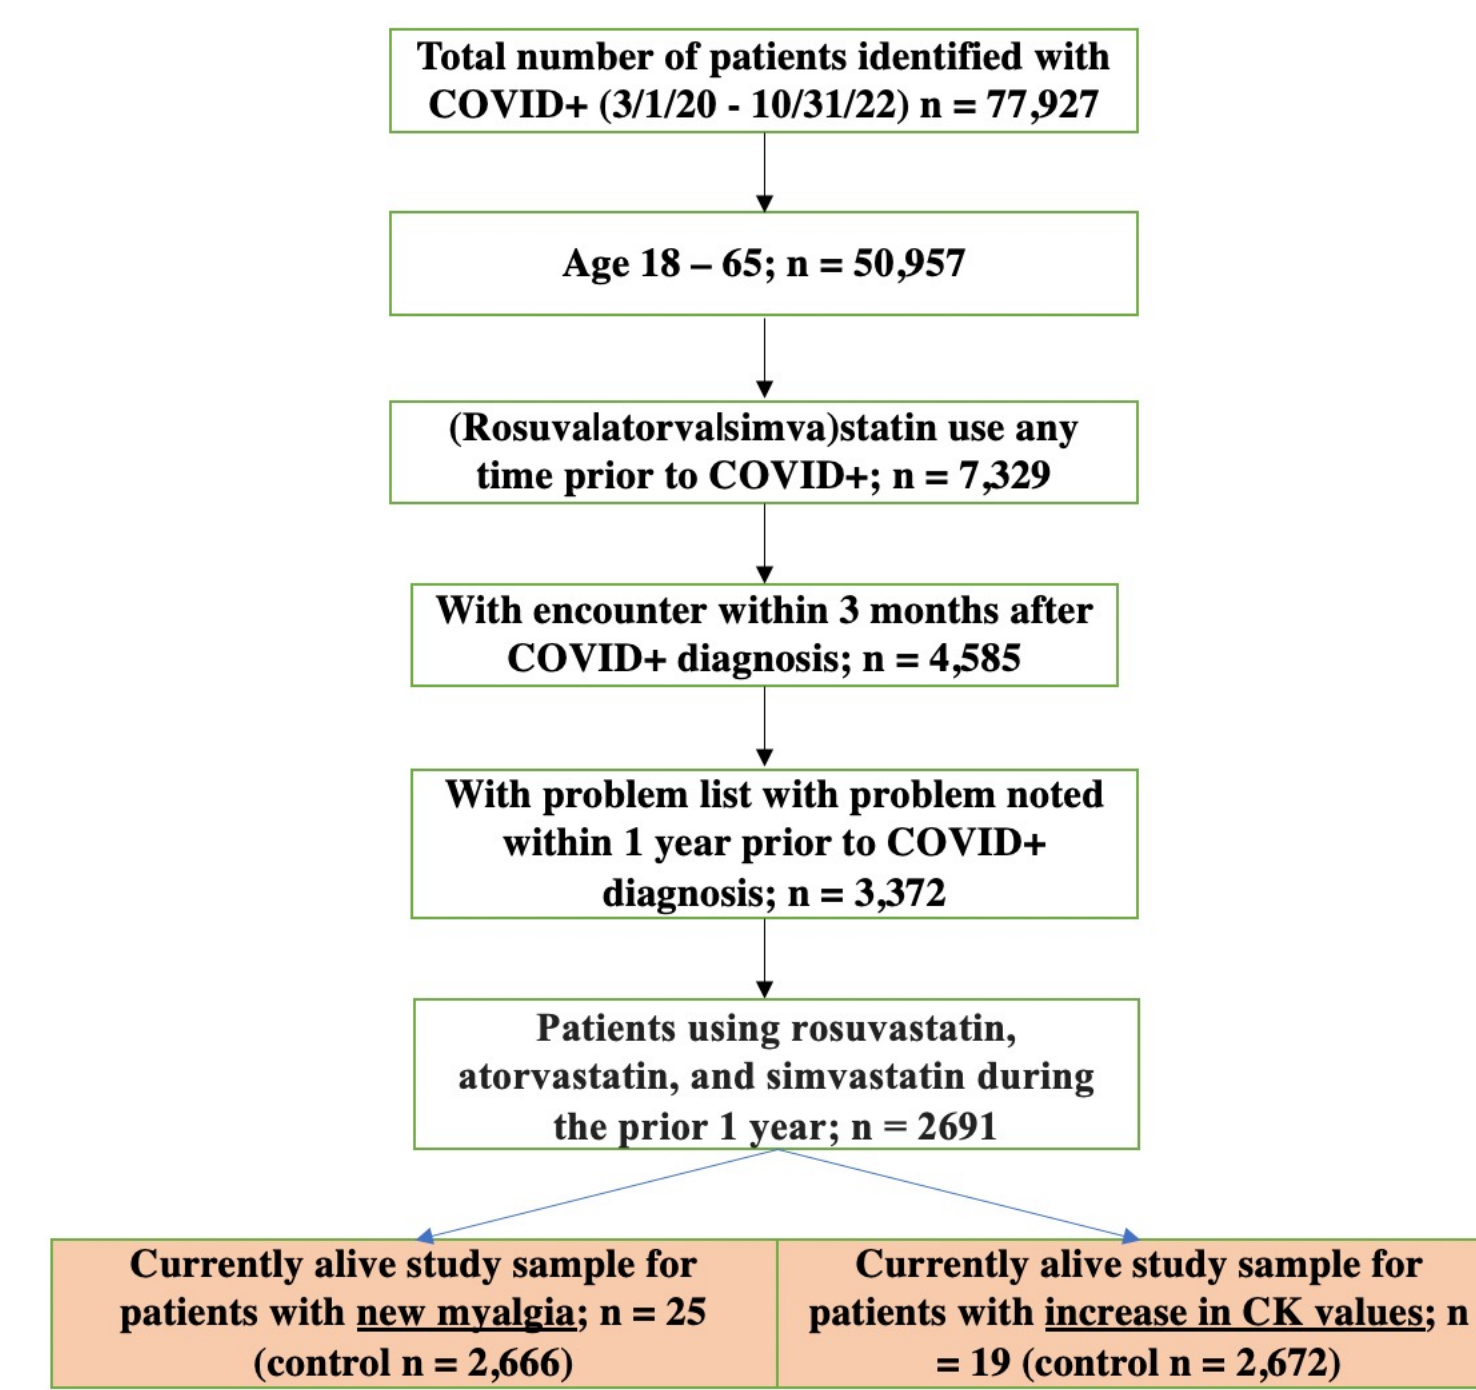 Total number of patients identified with
COVID+ (3/1/20 - 10/31/22) n = 77,927
Age 18 – 65; n = 50,957
(Rosuva|atorva|simva)statin use any
time prior to COVID+; n = 7,329
With encounter within 3 months after
COVID+ diagnosis; n = 4,585
With problem list with problem noted
within 1 year prior to COVID+
diagnosis; n = 3,372
Patients using rosuvastatin,
atorvastatin, and simvastatin during
the prior 1 year; n = 2691
Currently alive study sample for
patients with new myalgia; n = 25
(control n = 2,666)
Currently alive study sample for
patients with increase in CK values; n
= 19 (control n = 2,672)